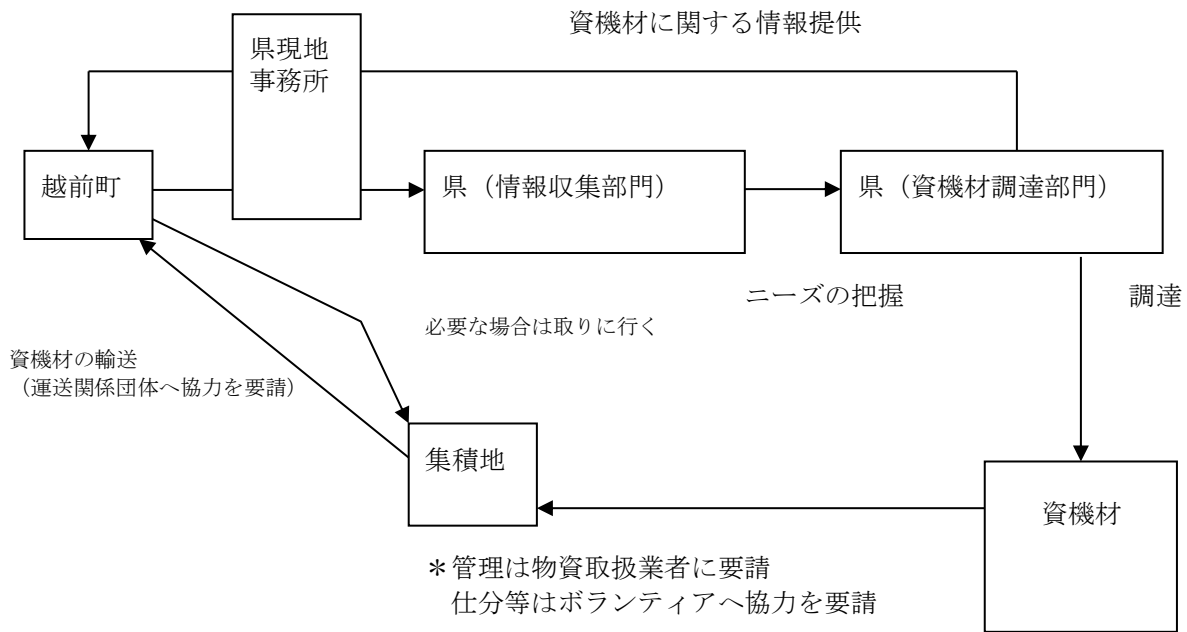 資機材に関する情報提供
県現地
事務所
越前町
県（情報収集部門）
県（資機材調達部門）
ニーズの把握
調達
必要な場合は取りに行く
資機材の輸送
（運送関係団体へ協力を要請）
集積地
資機材
＊管理は物資取扱業者に要請
仕分等はボランティアへ協力を要請